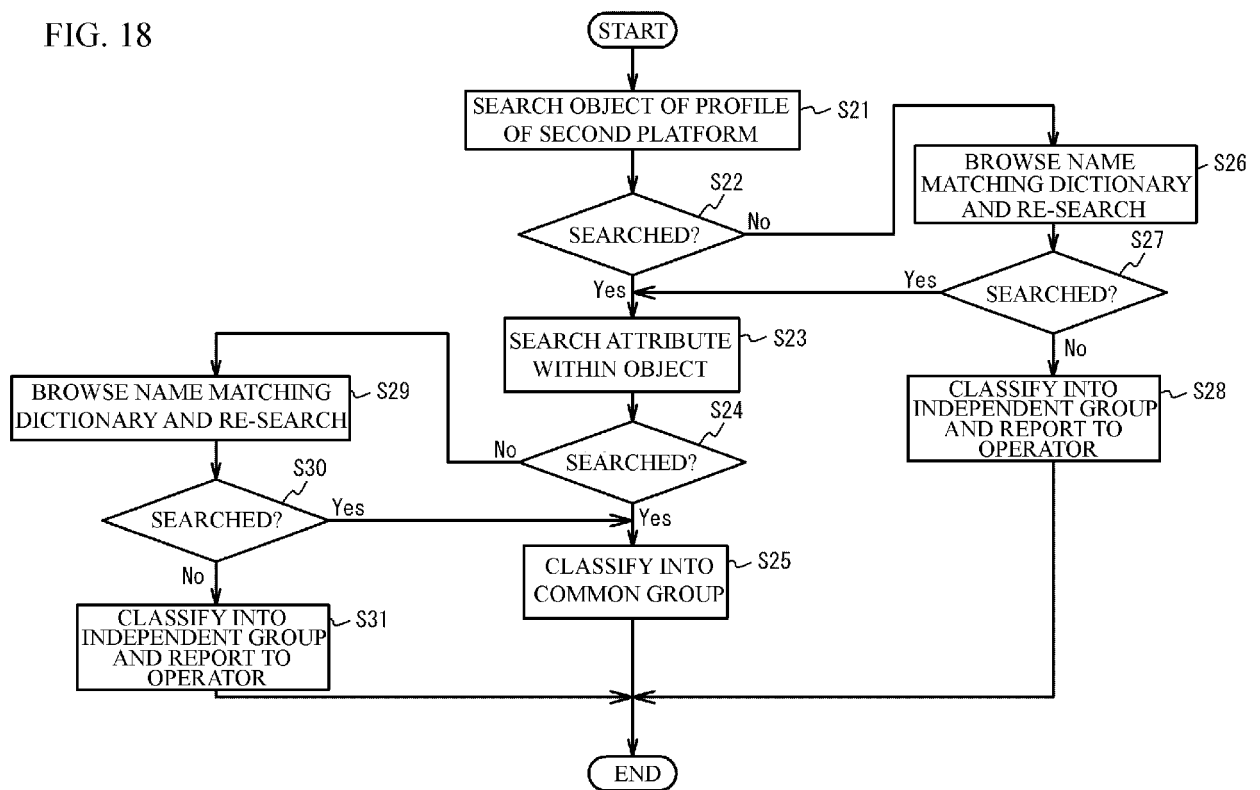 FIG. 18
START
SEARCH OBJECT OF PROFILE
OF SECOND PLATFORM
S21
S22
SEARCHED?
No
Yes
BROWSE NAME
MATCHING DICTIONARY
AND RE-SEARCH
S26
S27
SEARCHED?
Yes
No
SEARCH ATTRIBUTE
WITHIN OBJECT
S23
CLASSIFY INTO
INDEPENDENT GROUP
AND REPORT TO
OPERATOR
S28
S24
SEARCHED?
No
Yes
BROWSE NAME MATCHING
DICTIONARY AND RE-SEARCH
S29
S30
SEARCHED?
Yes
No
CLASSIFY INTO
COMMON GROUP
S25
CLASSIFY INTO
INDEPENDENT GROUP
AND REPORT TO
OPERATOR
S31
END